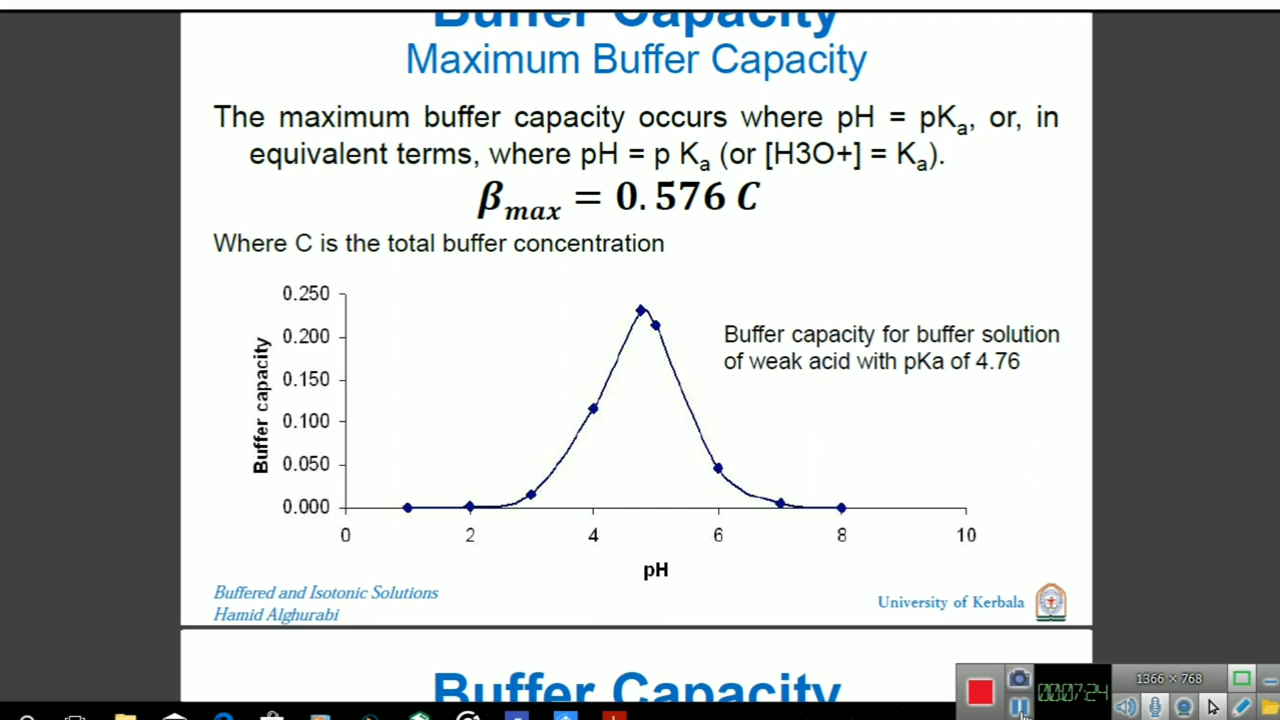 Buffer Capacity
Maximum Buffer Capacity
The maximum buffer capacity occurs where pH = pKa, or, in
equivalent terms, where pH = p Ka (or [H3O+] = Ka).
βmax = 0.576 C
Where C is the total buffer concentration
0.250
0.200
0.150
0.100
0.050
0.000
Buffer capacity
Buffer capacity for buffer solution
of weak acid with pKa of 4.76
0 2 4 6 8 10
pH
Buffered and Isotonic Solutions
Hamid Alghurabi
University of Kerbala
Buffer Capacity
1366 × 768
00:07:24